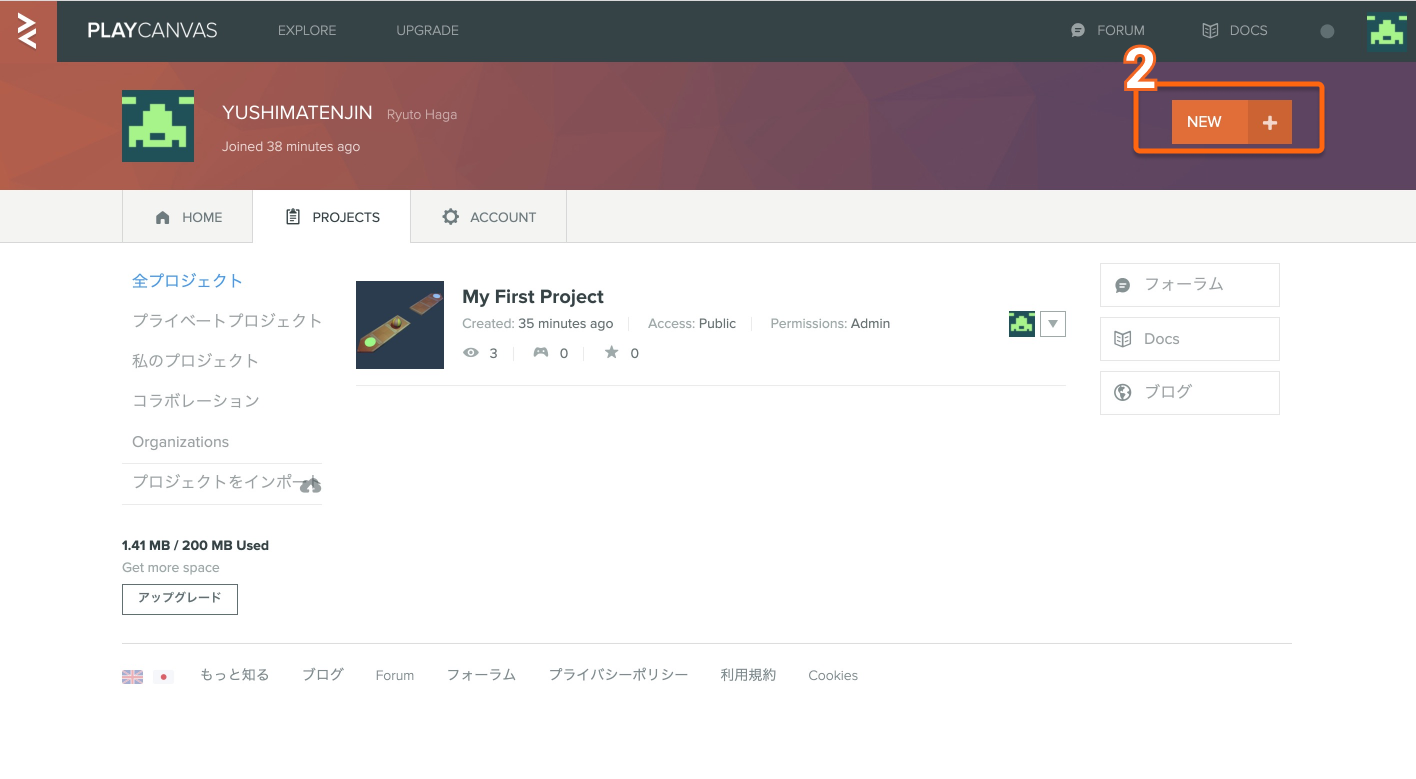 PLAYCANVAS EXPLORE UPGRADE FORUM DOCS
2
YUSHIMATENJIN Ryuto Haga
NEW +
Joined 38 minutes ago
HOME PROJECTS ACCOUNT
全プロジェクト
プライベートプロジェクト
私のプロジェクト
コラボレーション
Organizations
プロジェクトをインポート
1.41 MB / 200 MB Used
Get more space
アップグレード
My First Project
Created: 35 minutes ago Access: Public Permissions: Admin
3 0 0
フォーラム
Docs
ブログ
もっと知る ブログ Forum フォーラム プライバシーポリシー 利用規約 Cookies